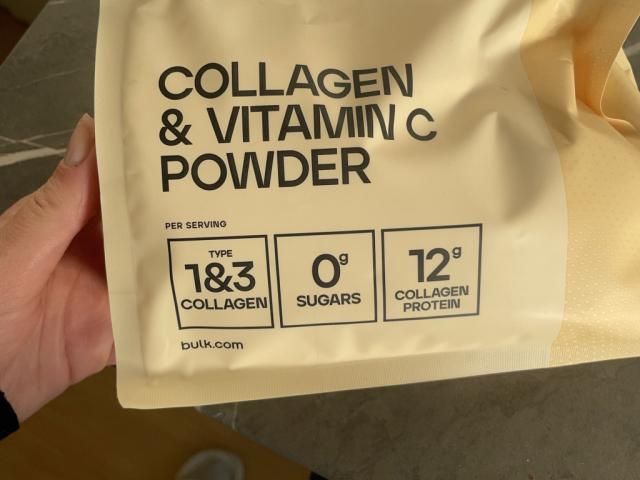 COLLAGEN
& VITAMIN C
POWDER
PER SERVING
TYPE
1&3
COLLAGEN
0g
SUGARS
12g
COLLAGEN
PROTEIN
bulk.com